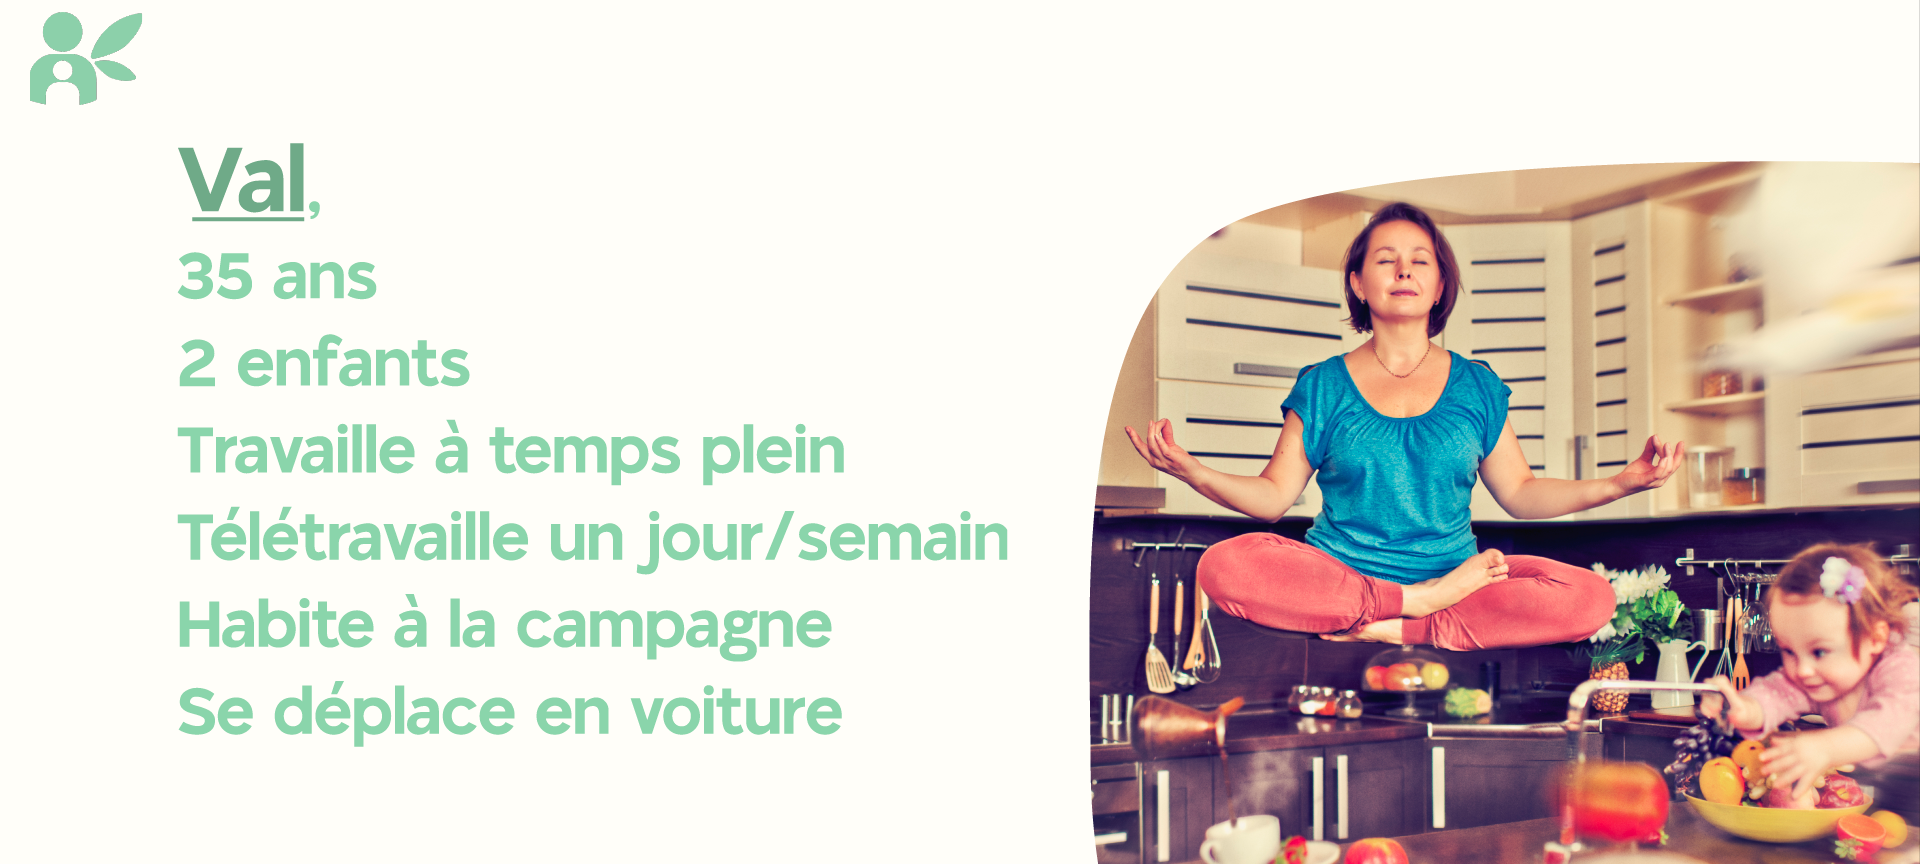 Val,
35 ans
2 enfants
Travaille à temps plein
Télétravaille un jour/semain
Habite à la campagne
Se déplace en voiture